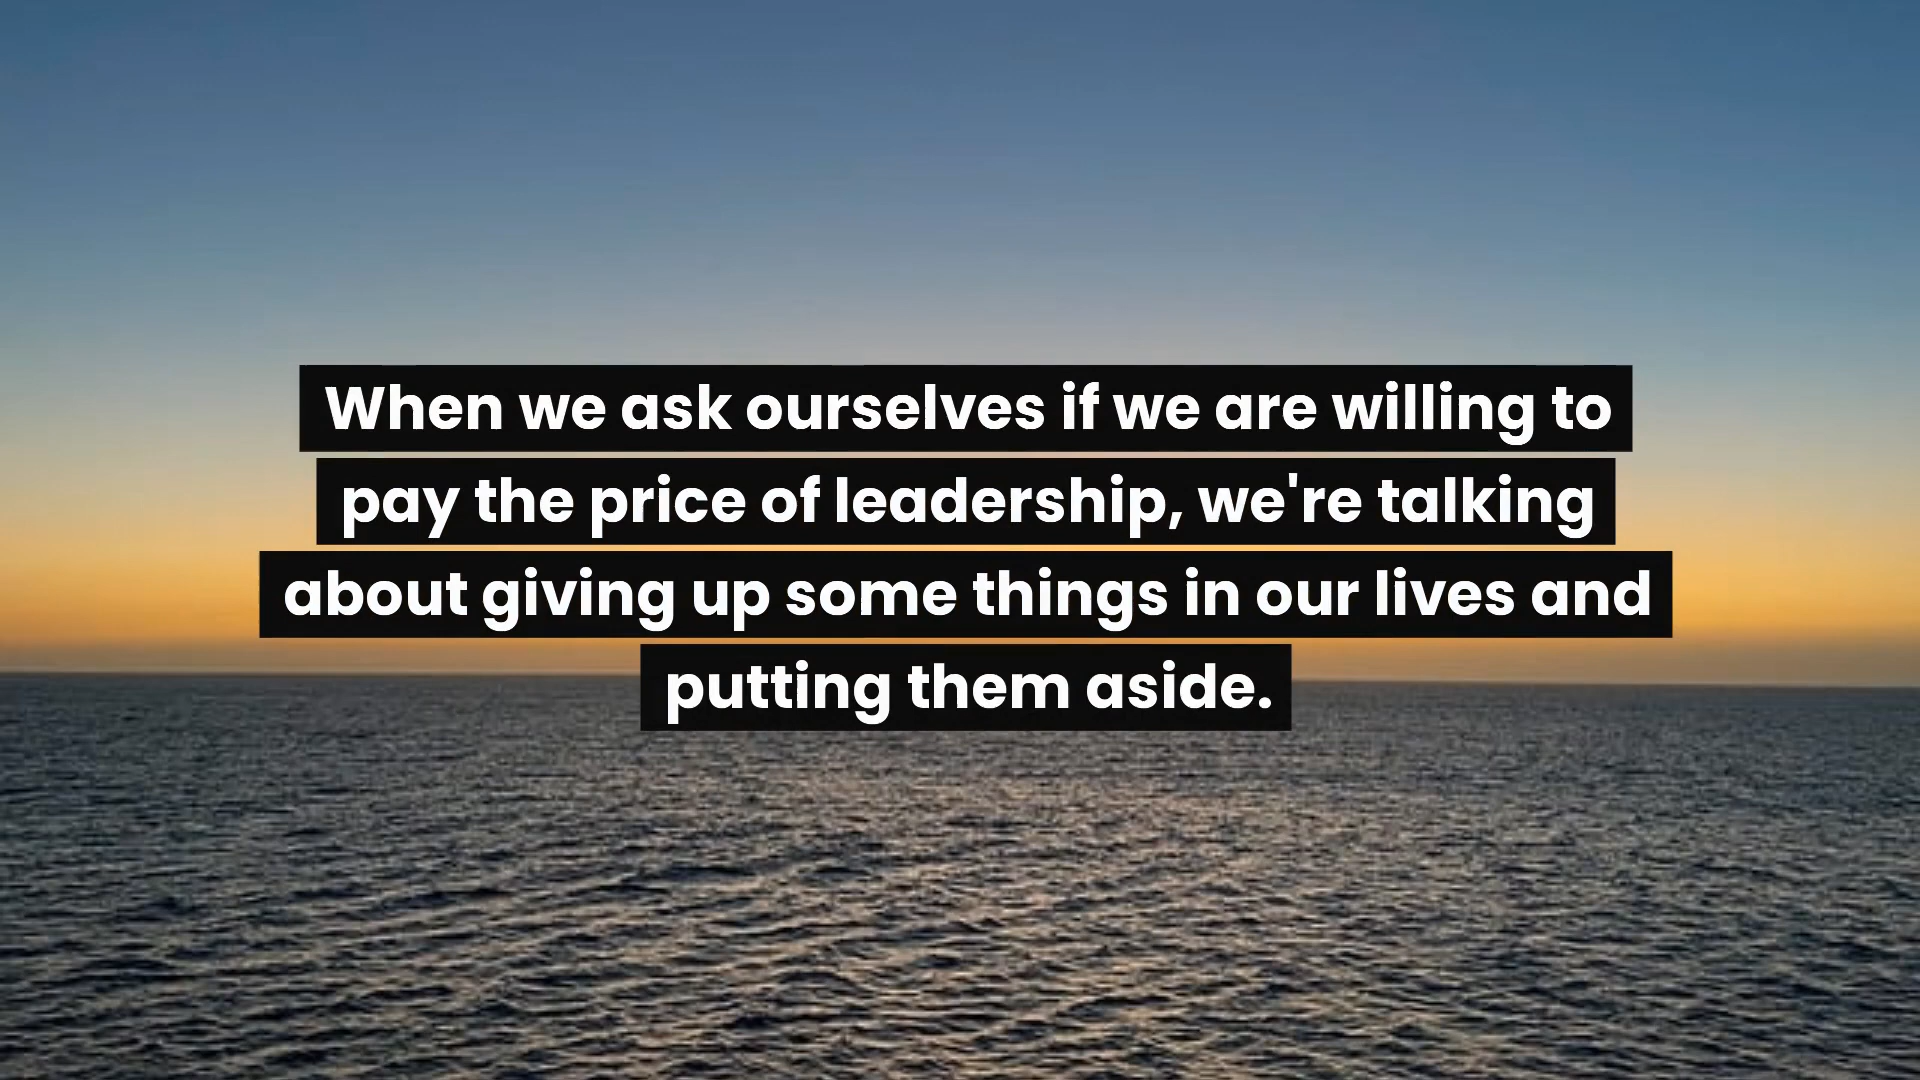 When we ask ourselves if we are willing to
pay the price of leadership, we're talking
about giving up some things in our lives and
putting them aside.